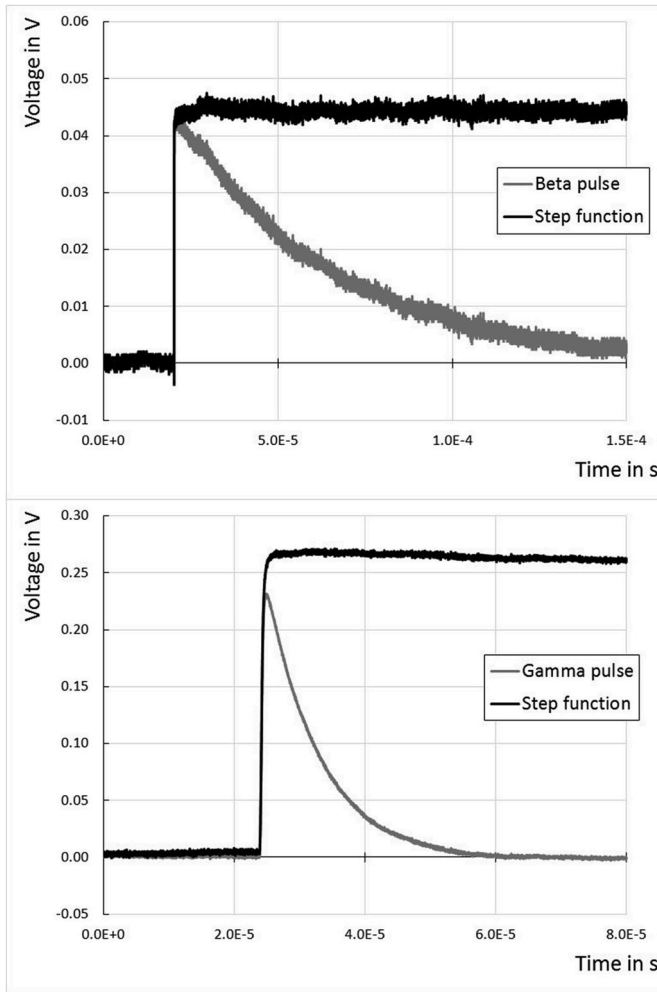 Voltage in V
0.06
0.05
0.04
0.03
0.02
0.01
0.00
-0.01
Beta pulse
Step function
0.0E+0 5.0E-5 1.0E-4 1.5E-4
Time in s
Voltage in V
0.30
0.25
0.20
0.15
0.10
0.05
0.00
-0.05
Gamma pulse
Step function
0.0E+0 2.0E-5 4.0E-5 6.0E-5 8.0E-5
Time in s